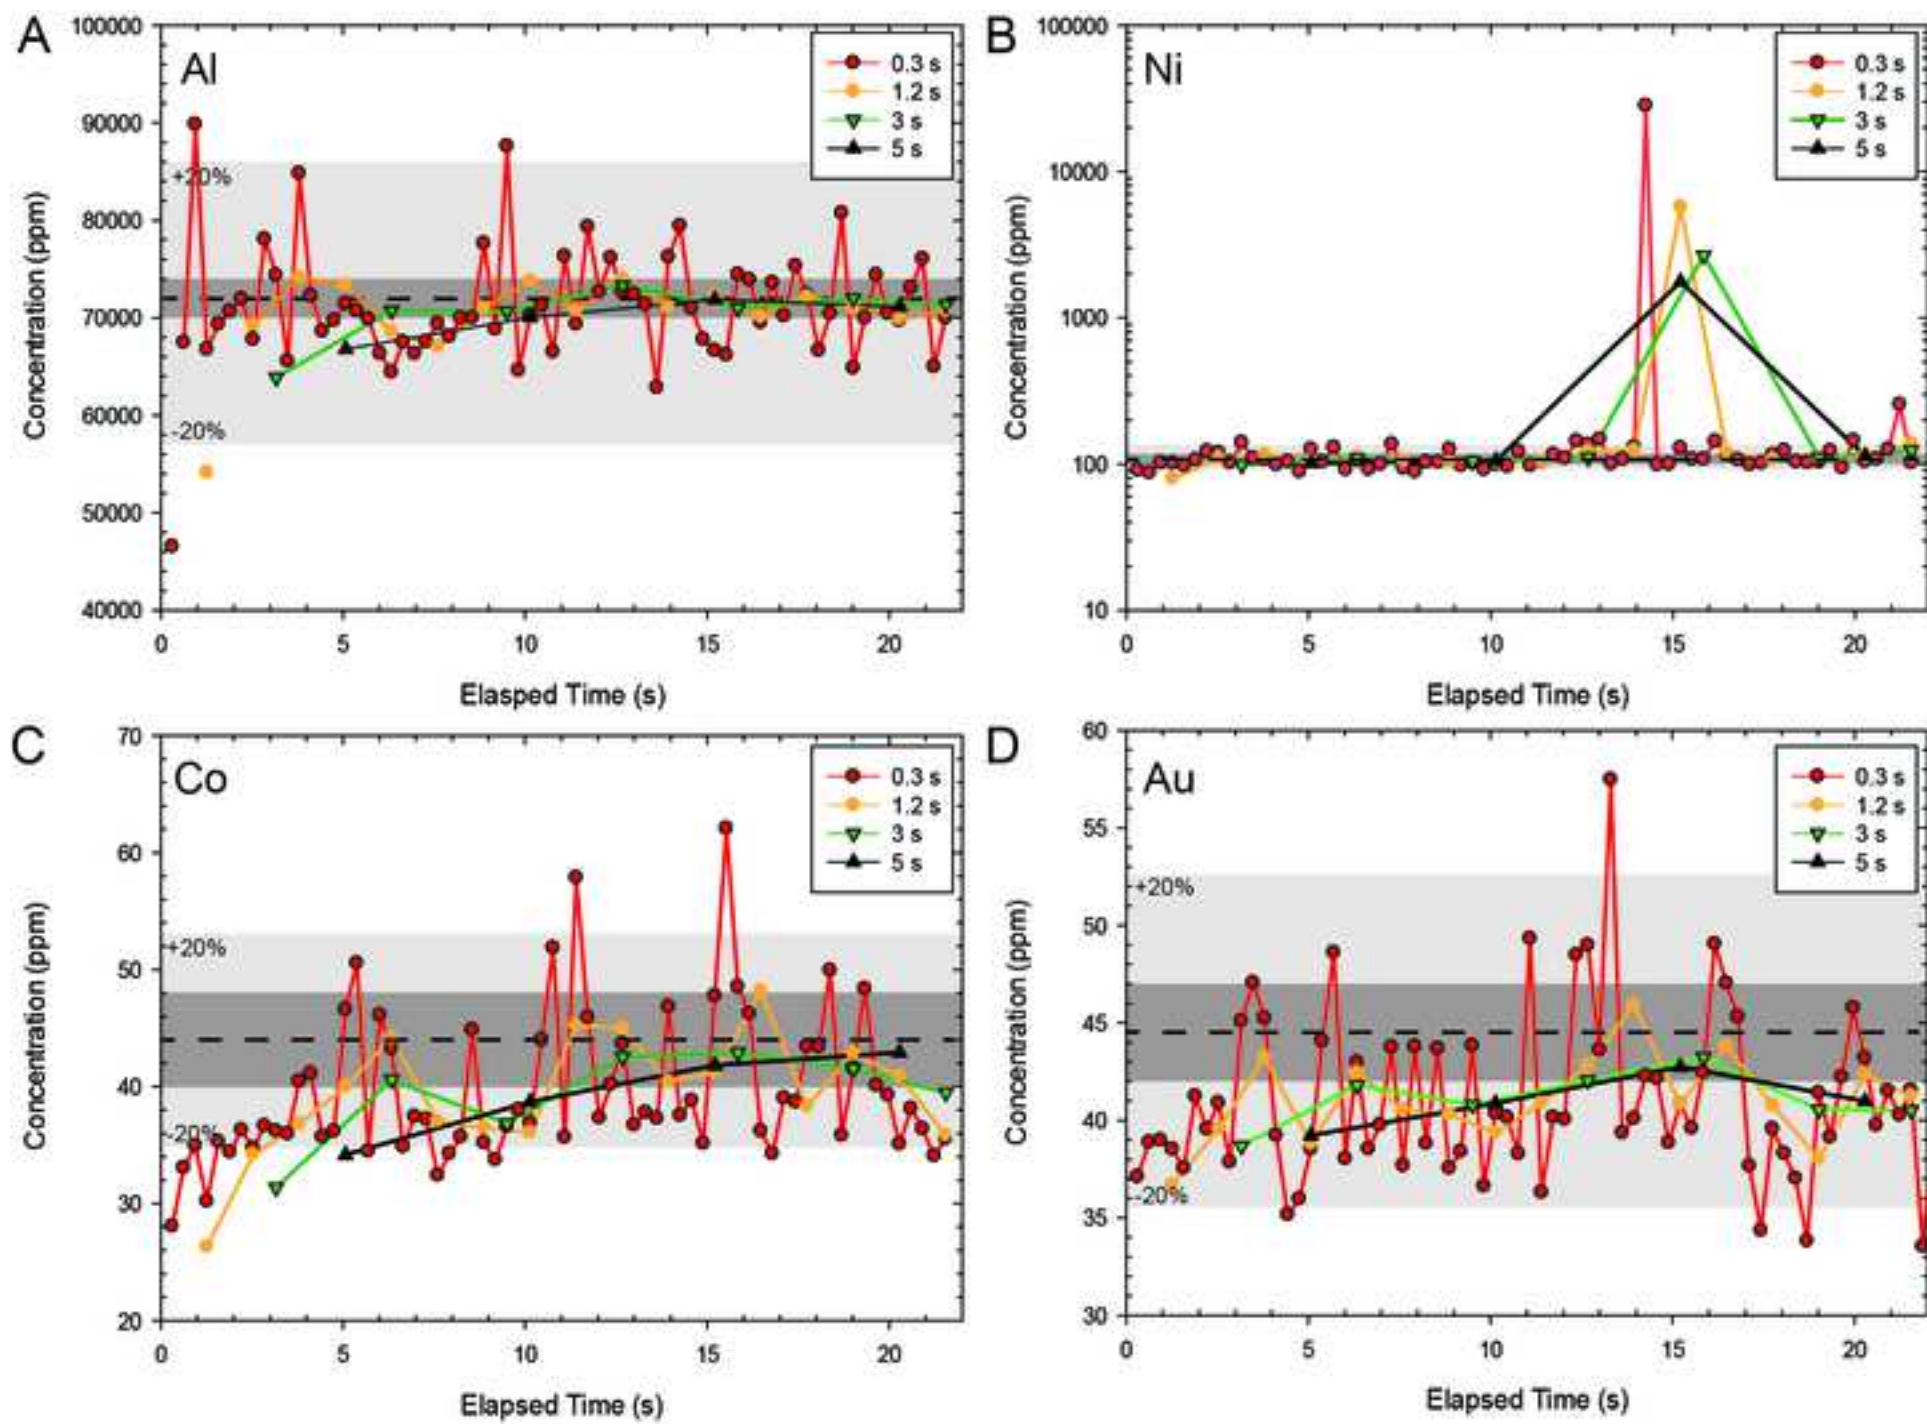 A
Al
Concentration (ppm)
100000
90000
80000
70000
60000
50000
40000
+20%
-20%
0.3 s
1.2 s
3 s
5 s
0
5
10
15
20
Elasped Time (s)
B
Ni
Concentration (ppm)
100000
10000
1000
100
10
0.3 s
1.2 s
3 s
5 s
0
5
10
15
20
Elapsed Time (s)
C
Co
Concentration (ppm)
70
60
50
40
30
20
+20%
-20%
0.3 s
1.2 s
3 s
5 s
0
5
10
15
20
Elapsed Time (s)
D
Au
Concentration (ppm)
60
55
50
45
40
35
30
+20%
-20%
0.3 s
1.2 s
3 s
5 s
0
5
10
15
20
Elapsed Time (s)